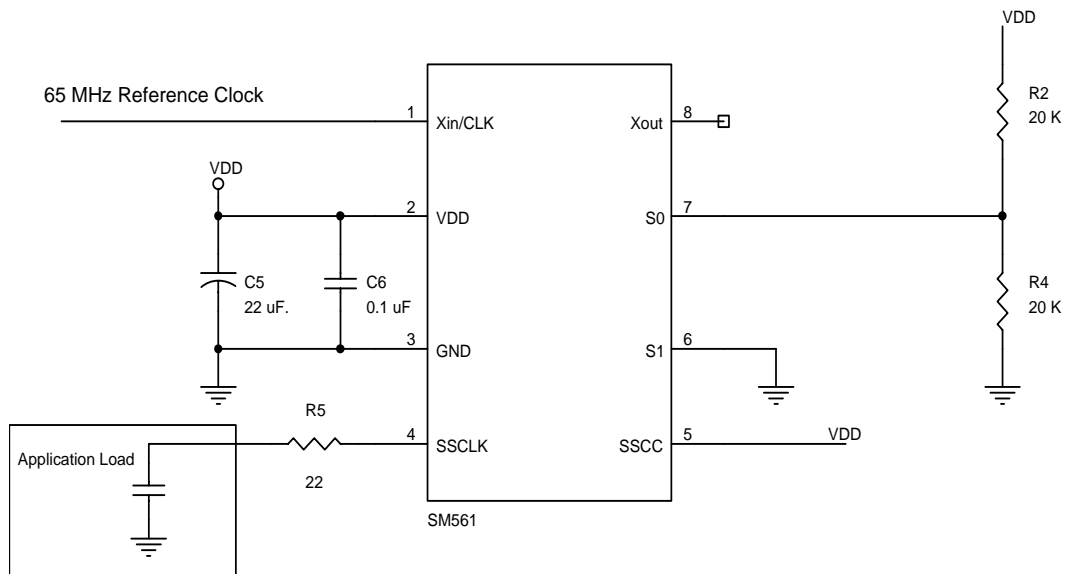 VDD
65 MHz Reference Clock
R2
20 K
1
Xin/CLK
Xout
8
VDD
2
VDD
S0
7
C5
22 uF.
C6
0.1 uF
R4
20 K
3
GND
S1
6
R5
22
4
SSCLK
SSCC
5
VDD
Application Load
SM561